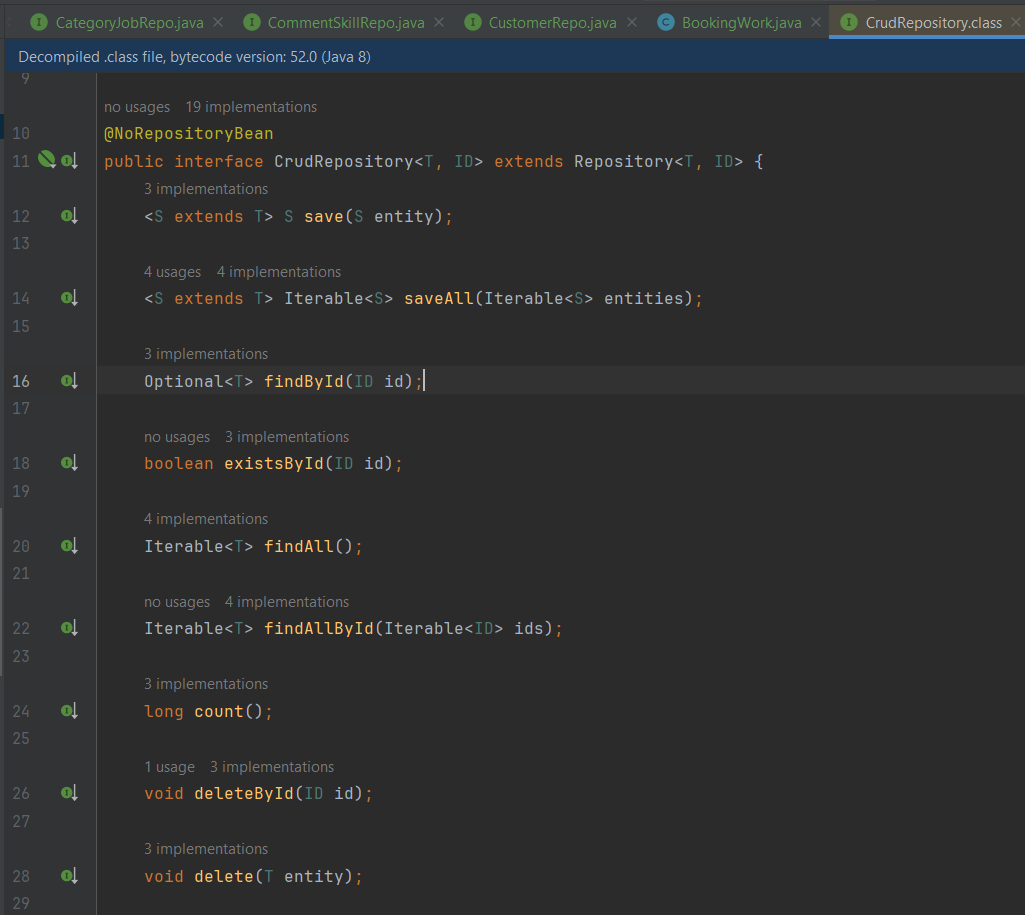 CategoryJobRepo.java CommentSkillRepo.java CustomerRepo.java BookingWork.java CrudRepository.class
Decompiled .class file, bytecode version: 52.0 (Java 8)
9
no usages 19 implementations
10 @NoRepositoryBean
11 public interface CrudRepository<T, ID> extends Repository<T, ID> {
3 implementations
12 <S extends T> S save(S entity);
13
4 usages 4 implementations
14 <S extends T> Iterable<S> saveAll(Iterable<S> entities);
15
3 implementations
16 Optional<T> findById(ID id);
17
no usages 3 implementations
18 boolean existsById(ID id);
19
4 implementations
20 Iterable<T> findAll();
21
no usages 4 implementations
22 Iterable<T> findAllById(Iterable<ID> ids);
23
3 implementations
24 long count();
25
1 usage 3 implementations
26 void deleteById(ID id);
27
3 implementations
28 void delete(T entity);
29